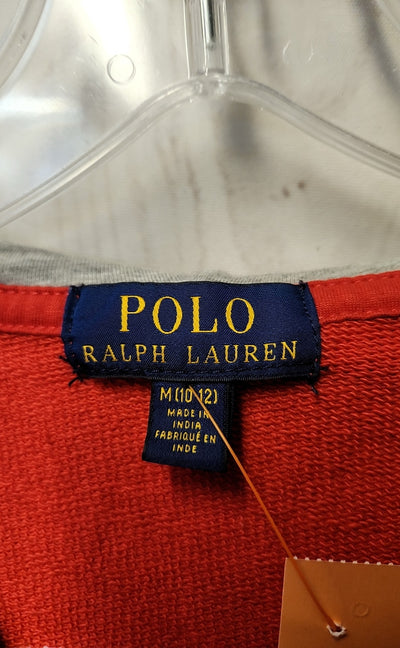 POLO
RALPH LAUREN
M(10-12)
MADE IN
INDIA
FABRIQUÉ EN
INDE